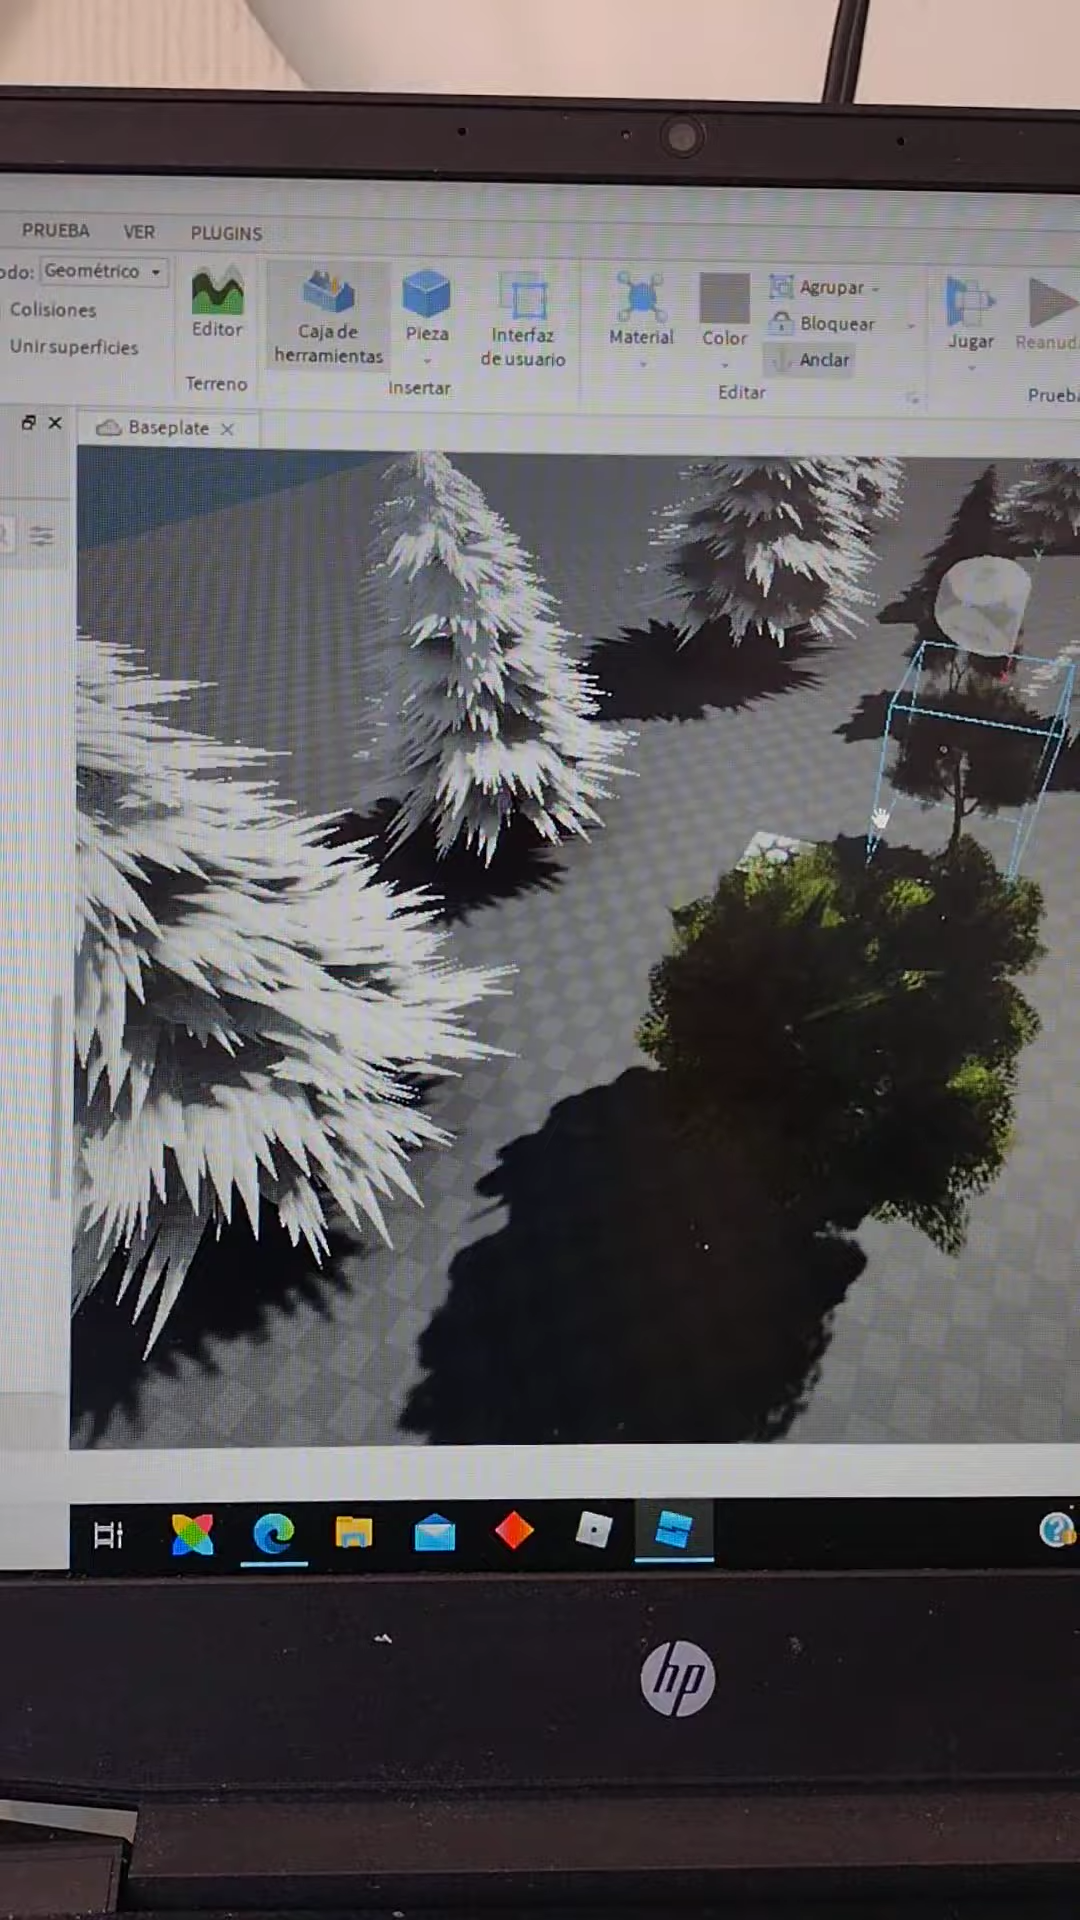 PRUEBA VER PLUGINS
odo: Geométrico
Colisiones
Unir superficies
Editor
Terreno
Caja de
herramientas
Pieza
Interfaz
de usuario
Insertar
Material
Color
Agrupar
Bloquear
Anclar
Editar
Jugar
Reanud
Prueb
Baseplate
hp